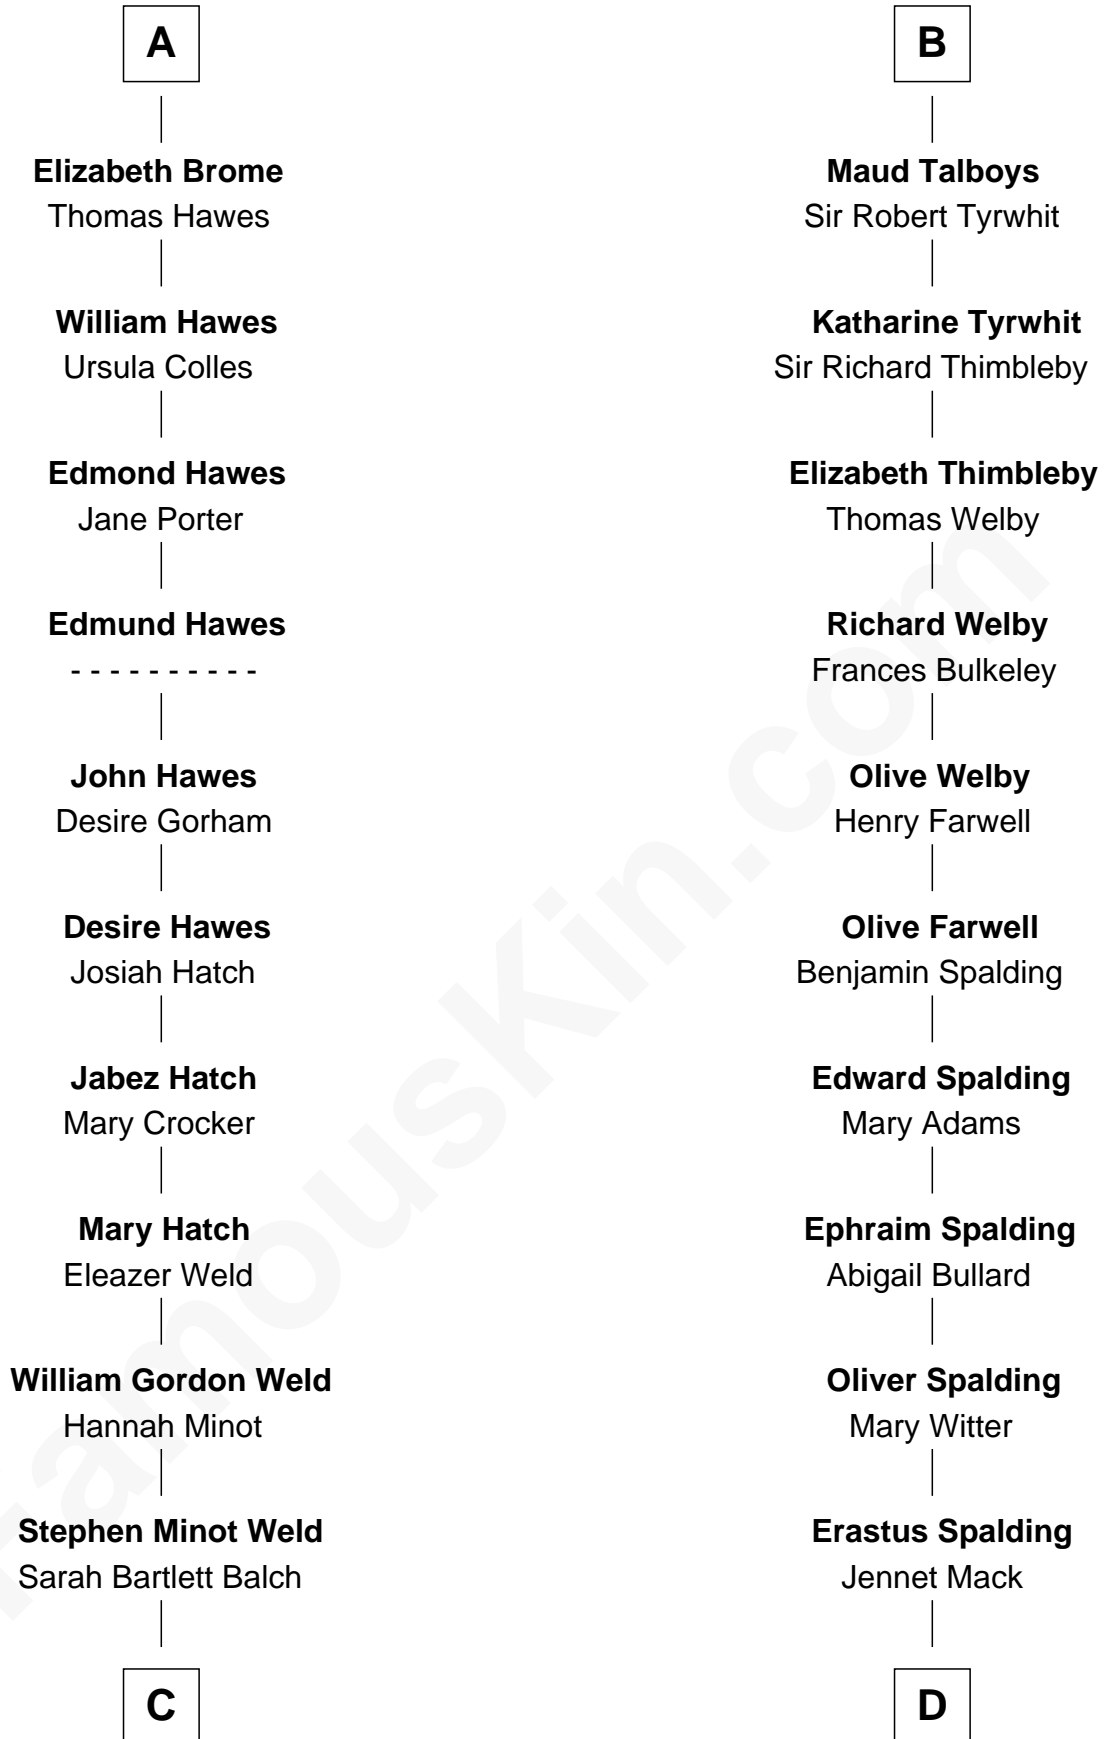 A
Elizabeth Brome
Thomas Hawes
William Hawes
Ursula Colles
Edmond Hawes
Jane Porter
Edmund Hawes
- - - - - - - - - -
John Hawes
Desire Gorham
Desire Hawes
Josiah Hatch
Jabez Hatch
Mary Crocker
Mary Hatch
Eleazer Weld
William Gordon Weld
Hannah Minot
Stephen Minot Weld
Sarah Bartlett Balch
C
B
Maud Talboys
Sir Robert Tyrwhit
Katharine Tyrwhit
Sir Richard Thimbleby
Elizabeth Thimbleby
Thomas Welby
Richard Welby
Frances Bulkeley
Olive Welby
Henry Farwell
Olive Farwell
Benjamin Spalding
Edward Spalding
Mary Adams
Ephraim Spalding
Abigail Bullard
Oliver Spalding
Mary Witter
Erastus Spalding
Jennet Mack
D
FamousKin.com